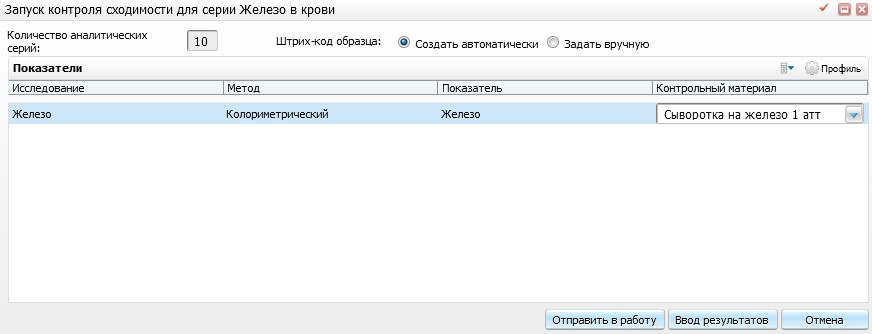 Запуск контроля сходимости для серии Железо в крови
Количество аналитических серий: 10 Штрих-код образца: Создать автоматически Задать вручную
Показатели Профиль
Исследование Метод Показатель Контрольный материал
Железо Колориметрический Железо Сыворотка на железо 1 атт
Отправить в работу Ввод результатов Отмена